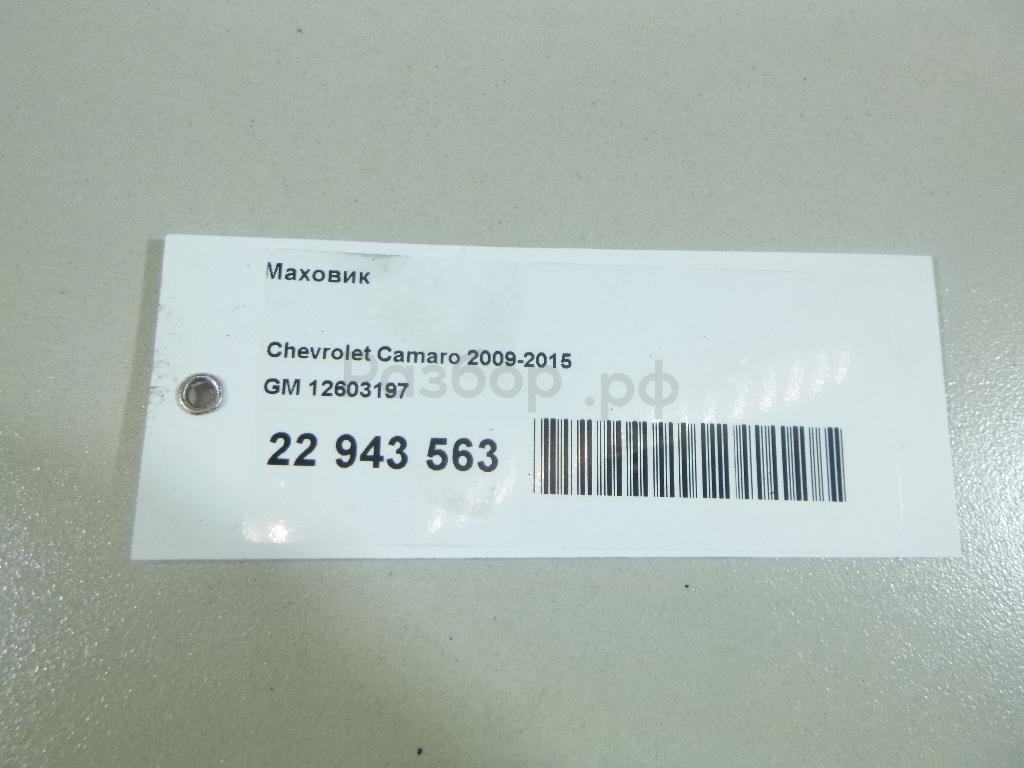 Маховик
Chevrolet Camaro 2009-2015
Разбор.рф
GM 12603197
22 943 563